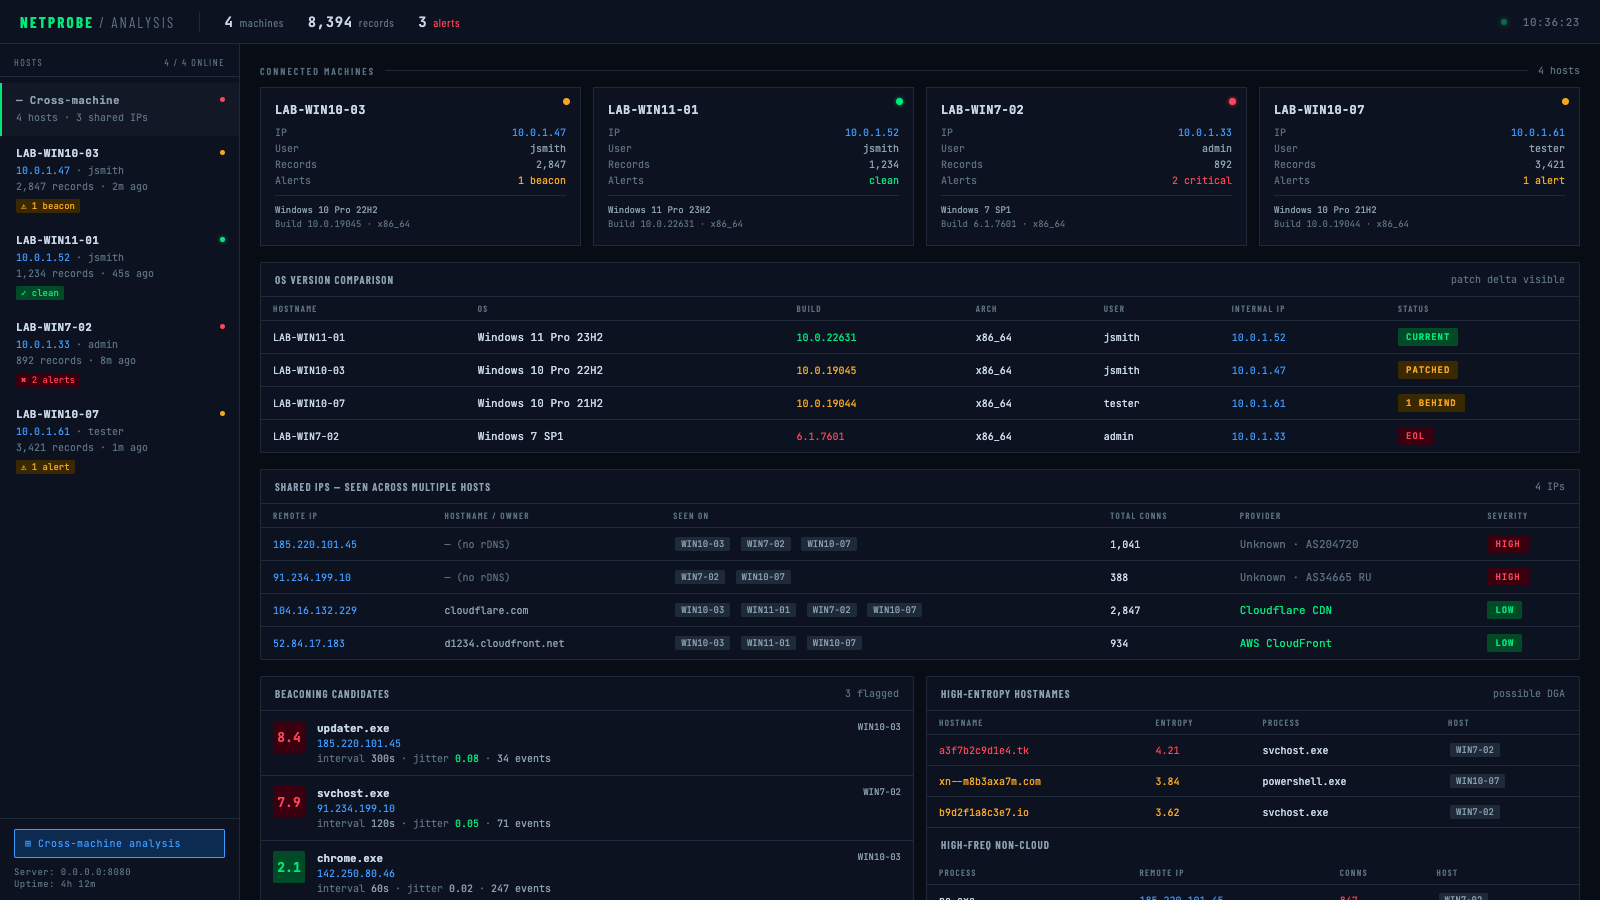 NETPROBE / ANALYSIS 4 machines 8,394 records 3 alerts 10:36:23
HOSTS 4 / 4 ONLINE
— Cross-machine
4 hosts · 3 shared IPs
LAB-WIN10-03
10.0.1.47 · jsmith
2,847 records · 2m ago
⚠ 1 beacon
LAB-WIN11-01
10.0.1.52 · jsmith
1,234 records · 45s ago
✓ clean
LAB-WIN7-02
10.0.1.33 · admin
892 records · 8m ago
✖ 2 alerts
LAB-WIN10-07
10.0.1.61 · tester
3,421 records · 1m ago
⚠ 1 alert
⊞ Cross-machine analysis
Server: 0.0.0.0:8080
Uptime: 4h 12m
CONNECTED MACHINES 4 hosts
LAB-WIN10-03
IP 10.0.1.47
User jsmith
Records 2,847
Alerts 1 beacon
Windows 10 Pro 22H2
Build 10.0.19045 · x86_64
LAB-WIN11-01
IP 10.0.1.52
User jsmith
Records 1,234
Alerts clean
Windows 11 Pro 23H2
Build 10.0.22631 · x86_64
LAB-WIN7-02
IP 10.0.1.33
User admin
Records 892
Alerts 2 critical
Windows 7 SP1
Build 6.1.7601 · x86_64
LAB-WIN10-07
IP 10.0.1.61
User tester
Records 3,421
Alerts 1 alert
Windows 10 Pro 21H2
Build 10.0.19044 · x86_64
OS VERSION COMPARISON patch delta visible
HOSTNAME OS BUILD ARCH USER INTERNAL IP STATUS
LAB-WIN11-01 Windows 11 Pro 23H2 10.0.22631 x86_64 jsmith 10.0.1.52 CURRENT
LAB-WIN10-03 Windows 10 Pro 22H2 10.0.19045 x86_64 jsmith 10.0.1.47 PATCHED
LAB-WIN10-07 Windows 10 Pro 21H2 10.0.19044 x86_64 tester 10.0.1.61 1 BEHIND
LAB-WIN7-02 Windows 7 SP1 6.1.7601 x86_64 admin 10.0.1.33 EOL
SHARED IPS — SEEN ACROSS MULTIPLE HOSTS 4 IPs
REMOTE IP HOSTNAME / OWNER SEEN ON TOTAL CONNS PROVIDER SEVERITY
185.220.101.45 — (no rDNS) WIN10-03 WIN7-02 WIN10-07 1,041 Unknown · AS204720 HIGH
91.234.199.10 — (no rDNS) WIN7-02 WIN10-07 388 Unknown · AS34665 RU HIGH
104.16.132.229 cloudflare.com WIN10-03 WIN11-01 WIN7-02 WIN10-07 2,847 Cloudflare CDN LOW
52.84.17.183 d1234.cloudfront.net WIN10-03 WIN11-01 WIN10-07 934 AWS CloudFront LOW
BEACONING CANDIDATES 3 flagged
8.4 updater.exe WIN10-03
185.220.101.45
interval 300s · jitter 0.08 · 34 events
7.9 svchost.exe WIN7-02
91.234.199.10
interval 120s · jitter 0.05 · 71 events
2.1 chrome.exe WIN10-03
142.250.80.46
interval 60s · jitter 0.02 · 247 events
HIGH-ENTROPY HOSTNAMES possible DGA
HOSTNAME ENTROPY PROCESS HOST
a3f7b2c9d1e4.tk 4.21 svchost.exe WIN7-02
xn--m8b3axa7m.com 3.84 powershell.exe WIN10-07
b9d2f1a8c3e7.io 3.62 svchost.exe WIN7-02
HIGH-FREQ NON-CLOUD
PROCESS REMOTE IP CONNS HOST
185.220.101.45 847 WIN7-02